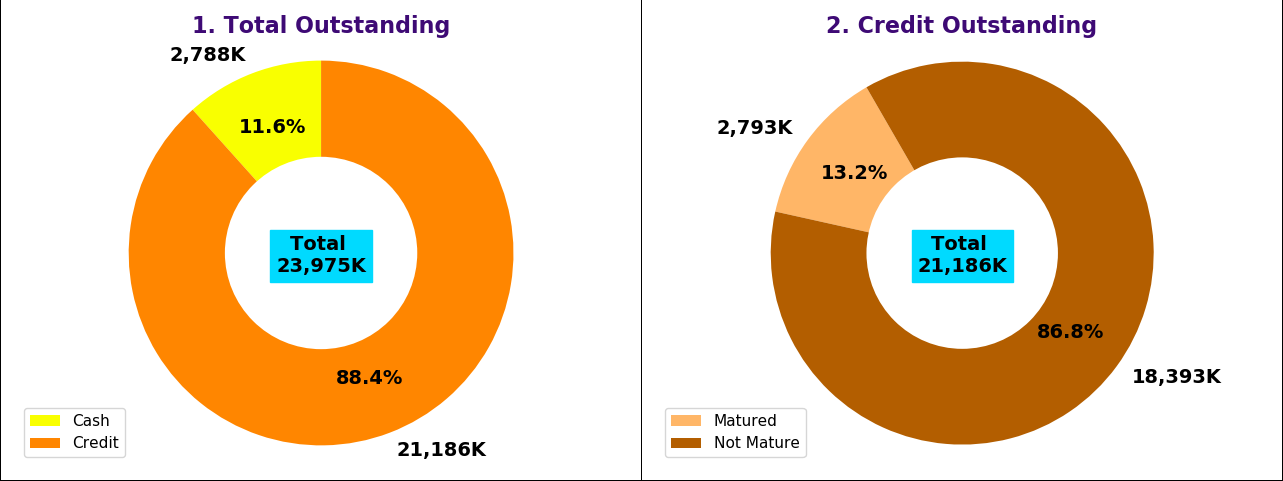 1. Total Outstanding
2,788K
11.6%
Total
23,975K
88.4%
21,186K
Cash
Credit
2. Credit Outstanding
2,793K
13.2%
Total
21,186K
86.8%
18,393K
Matured
Not Mature